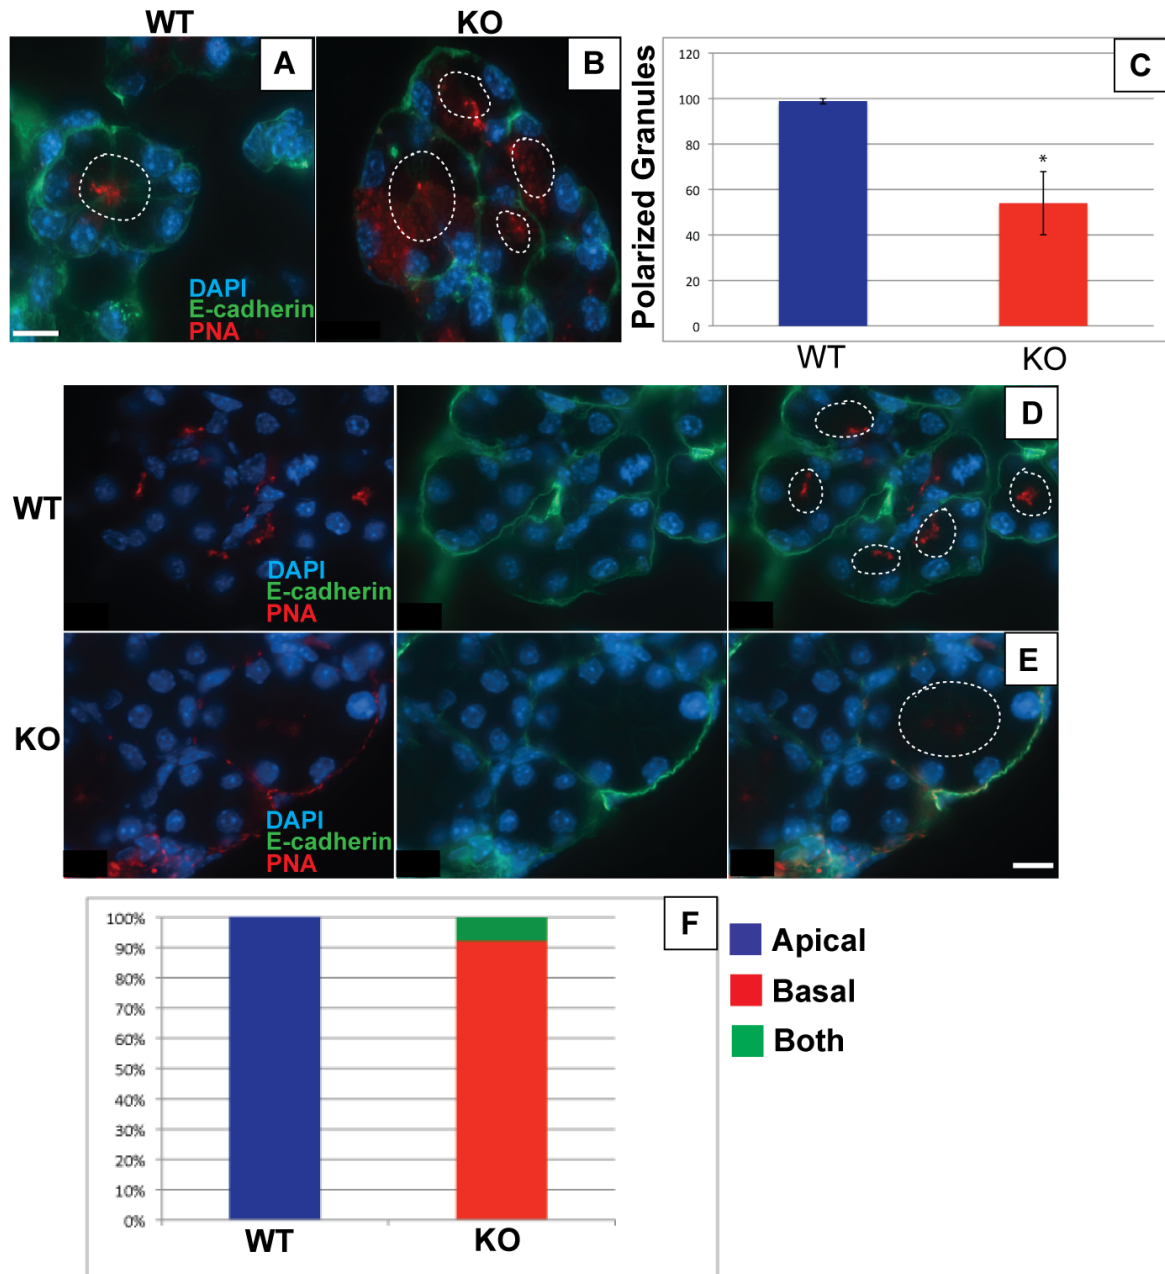 WT
KO
A
B
DAPI
E-cadherin
PNA
C
Polarized Granules
120
100
80
60
40
20
0
*
WT
KO
WT
DAPI
E-cadherin
PNA
D
KO
DAPI
E-cadherin
PNA
E
F
100%
90%
80%
70%
60%
50%
40%
30%
20%
10%
0%
WT
KO
Apical
Basal
Both